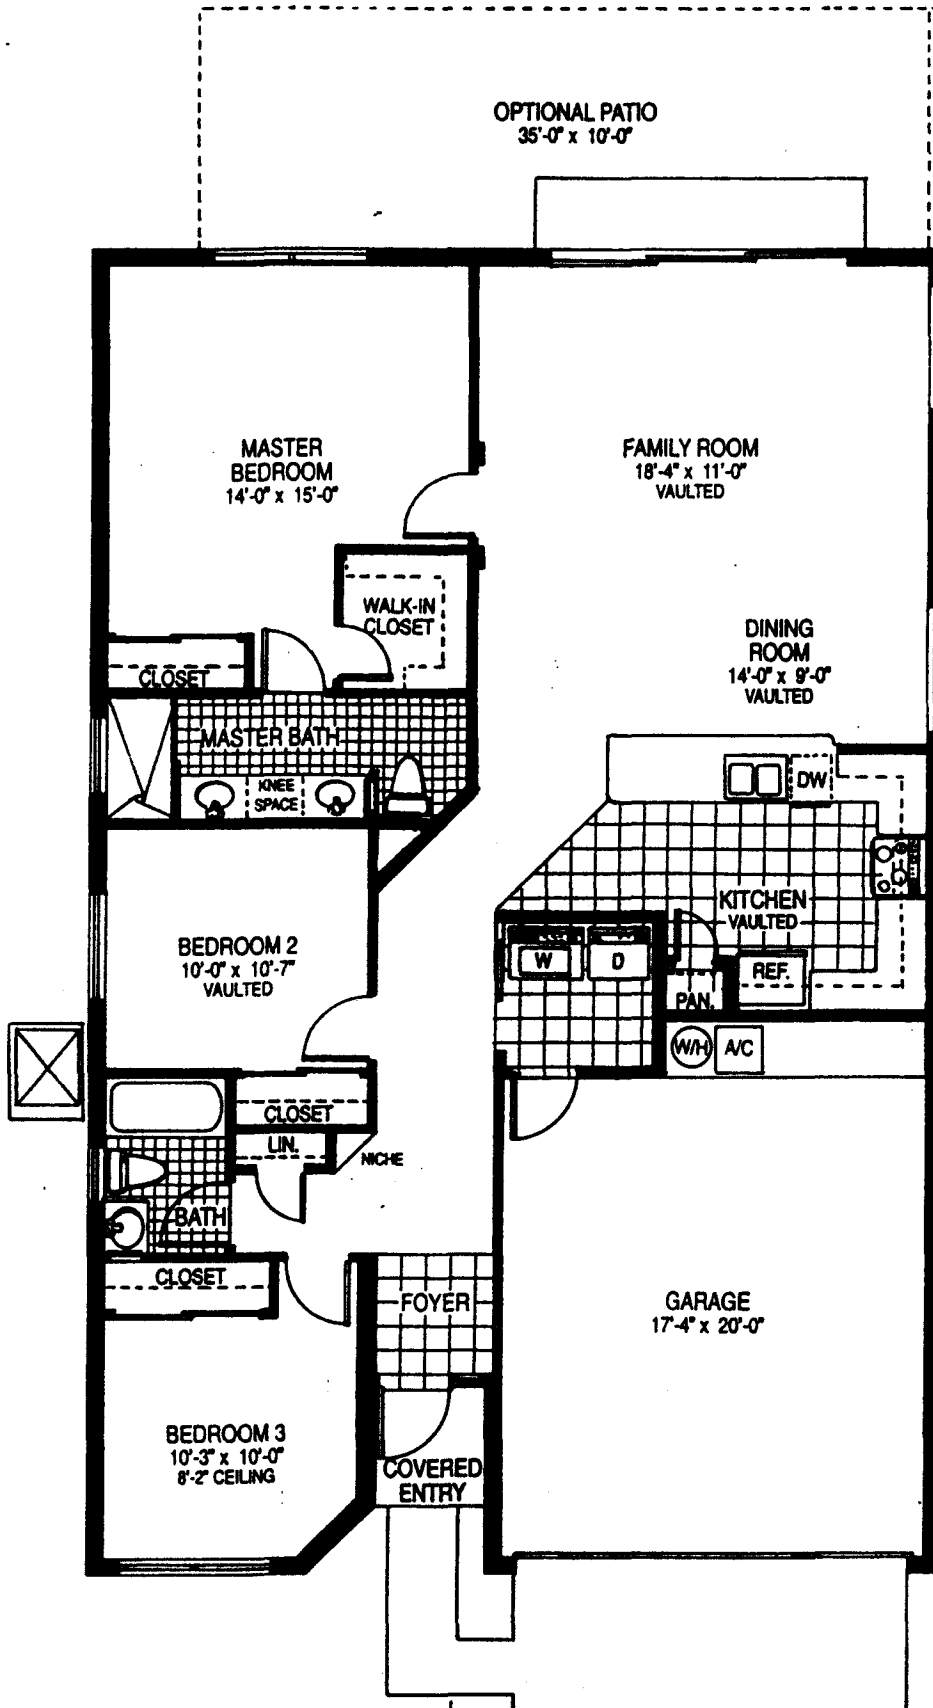 OPTIONAL PATIO
35'-0" x 10'-0"
MASTER
BEDROOM
14'-0" x 15'-0"
FAMILY ROOM
18'-4" x 11'-0"
VAULTED
WALK-IN
CLOSET
DINING
ROOM
14'-0" x 9'-0"
VAULTED
CLOSET
MASTER BATH
KNEE
SPACE
DW
KITCHEN
VAULTED
BEDROOM 2
10'-0" x 10'-7"
VAULTED
W
D
REF.
PAN.
W/H
A/C
CLOSET
LIN.
NICHE
BATH
CLOSET
FOYER
GARAGE
17'-4" x 20'-0"
BEDROOM 3
10'-3" x 10'-0"
8'-2" CEILING
COVERED
ENTRY